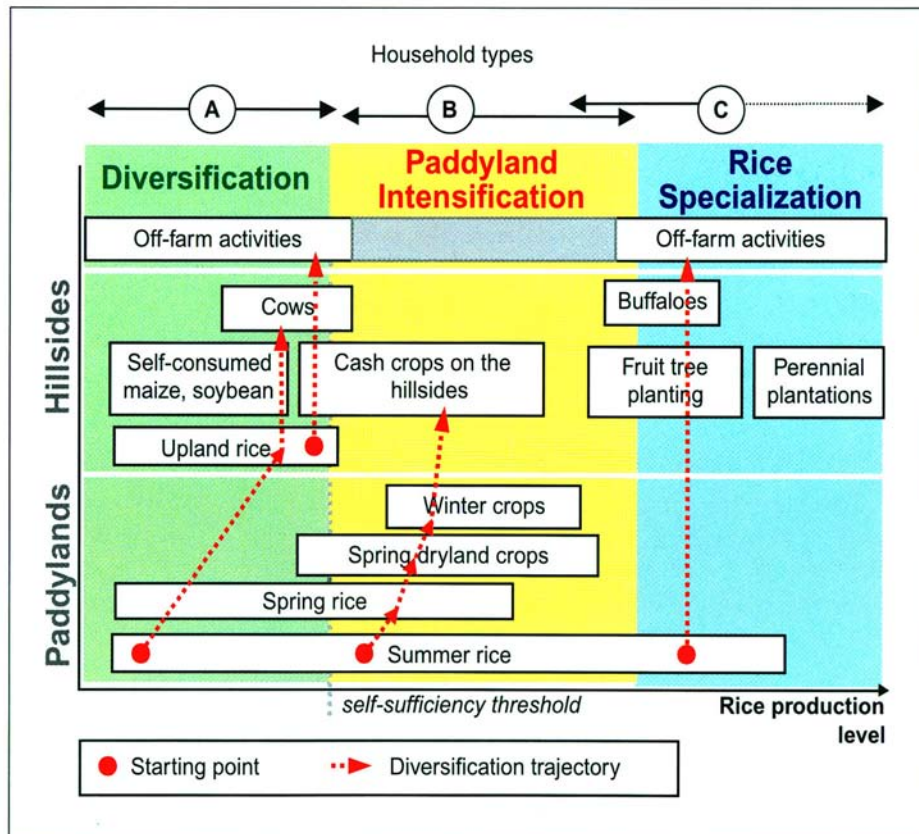 Household types
A
B
C
Diversification
Paddyland
Intensification
Rice
Specialization
Off-farm activities
Off-farm activities
Hillsides
Cows
Buffaloes
Self-consumed
maize, soybean
Cash crops on the
hillsides
Fruit tree
planting
Perennial
plantations
Upland rice
Paddylands
Winter crops
Spring dryland crops
Spring rice
Summer rice
self-sufficiency threshold
Rice production
level
Starting point
Diversification trajectory